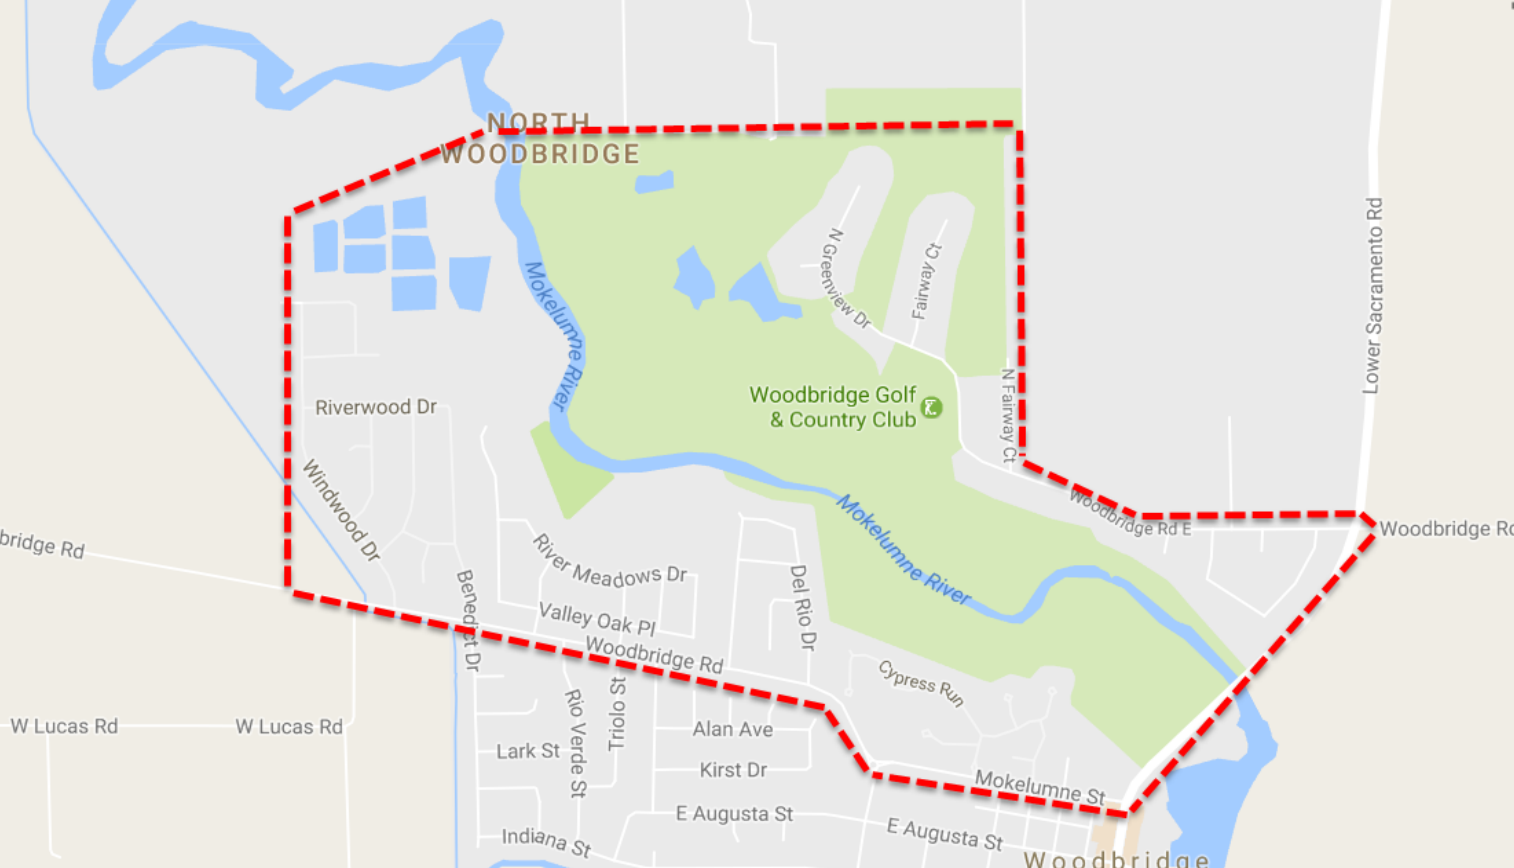 NORTH
WOODBRIDGE
Lower Sacramento Rd
N Greenview Dr
Fairway Ct
Mokelumne River
N Fairway Ct
Woodbridge Golf
& Country Club
Riverwood Dr
Windwood Dr
Mokelumne River
Woodbridge Rd E
Woodbridge Rd
bridge Rd
River Meadows Dr
Benedict Dr
Del Rio Dr
Valley Oak Pl
Woodbridge Rd
Cypress Run
W Lucas Rd
W Lucas Rd
Rio Verde St
Triolo St
Alan Ave
Lark St
Kirst Dr
Mokelumne St
E Augusta St
E Augusta St
Indiana St
Woodbridge